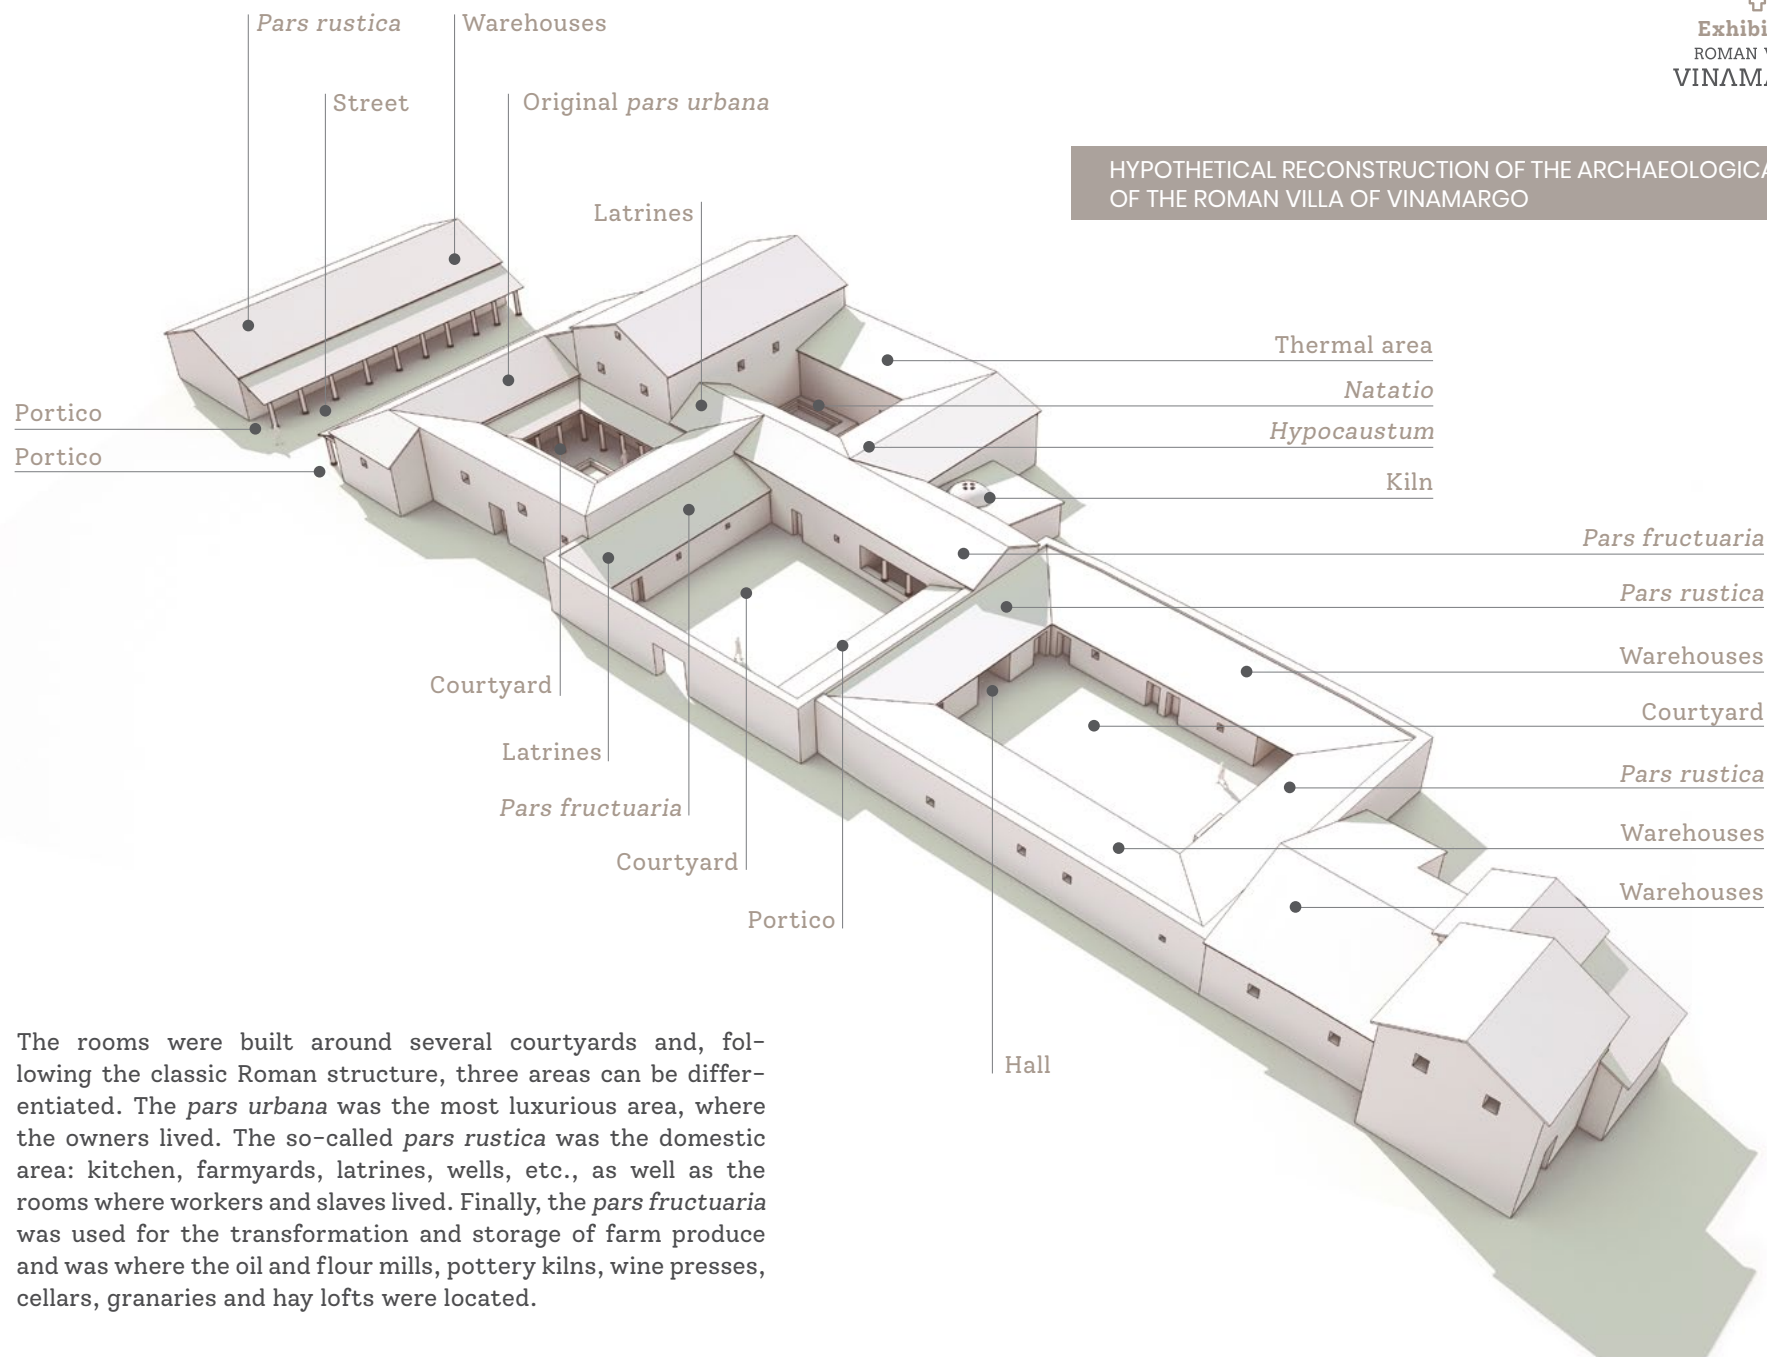 Pars rustica
Warehouses
Exhibi
ROMAN
VINAMA
Street
Original pars urbana
HYPOTHETICAL RECONSTRUCTION OF THE ARCHAEOLOGICA
OF THE ROMAN VILLA OF VINAMARGO
Latrines
Thermal area
Natatio
Portico
Hypocaustum
Portico
Kiln
Pars fructuaria
Pars rustica
Warehouses
Courtyard
Courtyard
Latrines
Pars rustica
Pars fructuaria
Warehouses
Courtyard
Warehouses
Portico
Hall
The rooms were built around several courtyards and, fol-
lowing the classic Roman structure, three areas can be differ-
entiated. The pars urbana was the most luxurious area, where
the owners lived. The so-called pars rustica was the domestic
area: kitchen, farmyards, latrines, wells, etc., as well as the
rooms where workers and slaves lived. Finally, the pars fructuaria
was used for the transformation and storage of farm produce
and was where the oil and flour mills, pottery kilns, wine presses,
cellars, granaries and hay lofts were located.